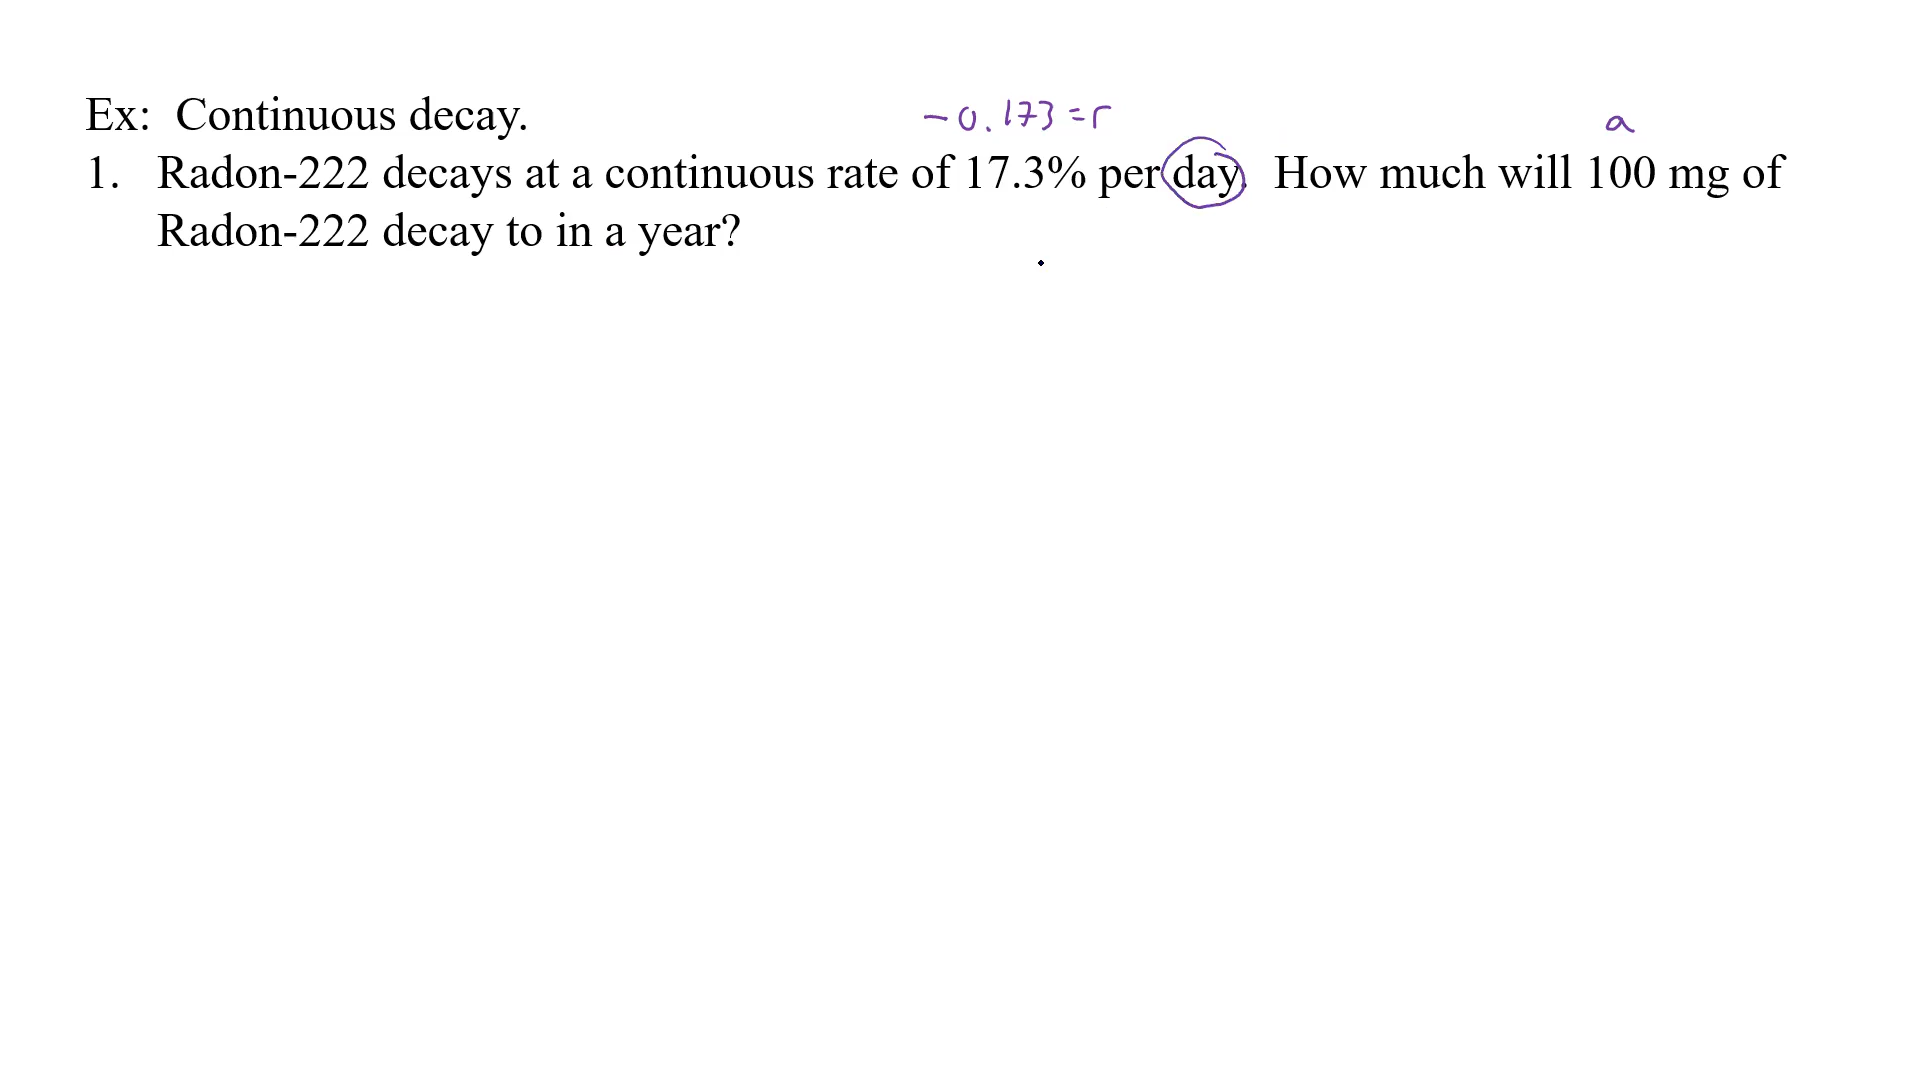 Ex: Continuous decay.
-0.173 = r
a
1. Radon-222 decays at a continuous rate of 17.3% per day. How much will 100 mg of
Radon-222 decay to in a year?